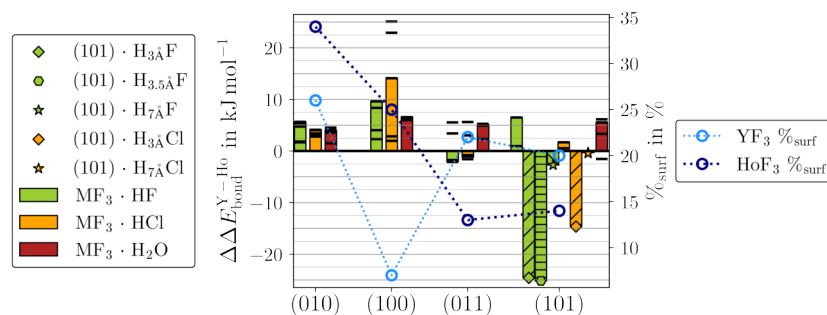 (101) · H3ÅF
(101) · H3.5ÅF
(101) · H7ÅF
(101) · H3ÅCl
(101) · H7ÅCl
MF3 · HF
MF3 · HCl
MF3 · H2O
ΔΔE Y−Ho bond in kJ mol−1
20
10
0
−10
−20
(010) (100) (011) (101)
35
30
25
20
15
10
%surf in %
YF3 %surf
HoF3 %surf